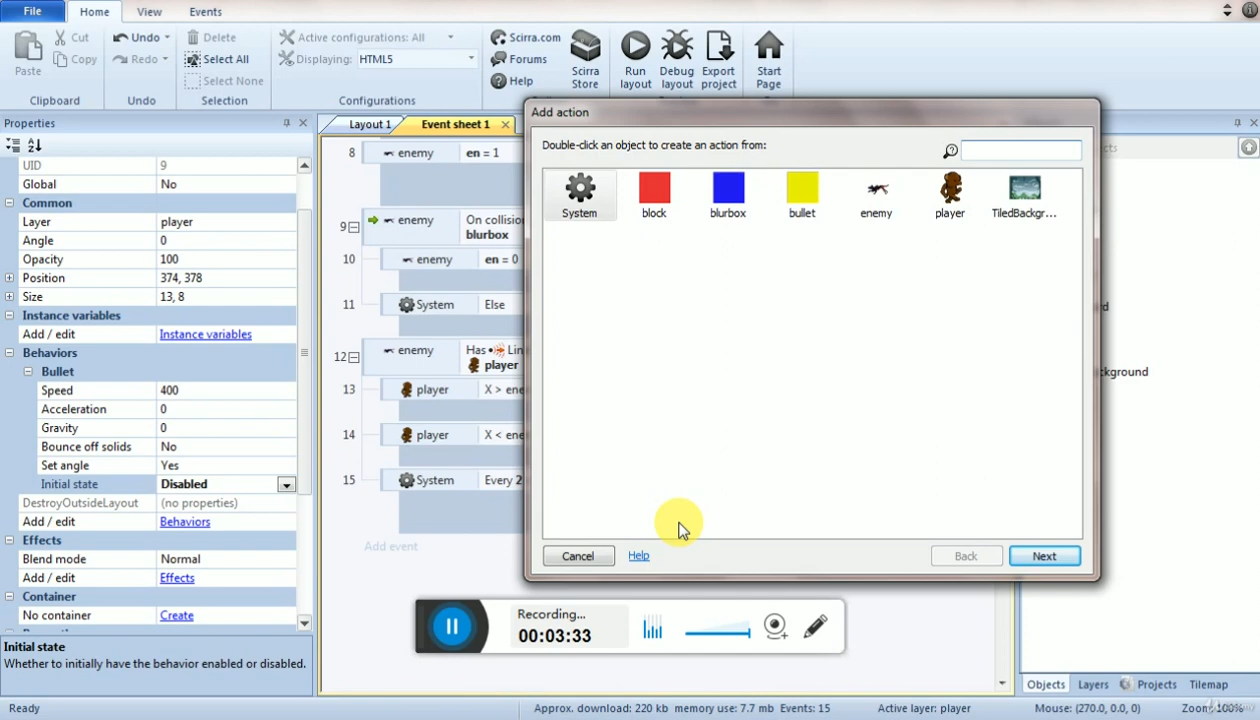 File Home View Events
Paste Cut Copy Clipboard
Undo Redo Undo
Delete Select All Select None Selection
Active configurations: All
Displaying: HTML5
Configurations
Scirra.com
Forums
Help
Scirra Store
Run layout
Debug layout
Export project
Start Page
Properties
UID 9
Global No
Common
Layer player
Angle 0
Opacity 100
Position 374, 378
Size 13, 8
Instance variables
Add / edit Instance variables
Behaviors
Bullet
Speed 400
Acceleration 0
Gravity 0
Bounce off solids No
Set angle Yes
Initial state Disabled
DestroyOutsideLayout (no properties)
Add / edit Behaviors
Effects
Blend mode Normal
Add / edit Effects
Container
No container Create
Initial state
Whether to initially have the behavior enabled or disabled.
Layout 1 Event sheet 1
8 enemy en = 1
9 enemy On collision
blurbox
10 enemy en = 0
11 System Else
12 enemy Has
player
13 player X >
14 player X <
15 System Every 2
Add event
Add action
Double-click an object to create an action from:
System block blurbox bullet enemy player TiledBackgr...
Cancel Help Back Next
Recording...
00:03:33
Objects Layers Projects Tilemap
Ready Approx. download: 220 kb memory use: 7.7 mb Events: 15 Active layer: player Mouse: (270.0, 0.0, 0) Zoom: 100%